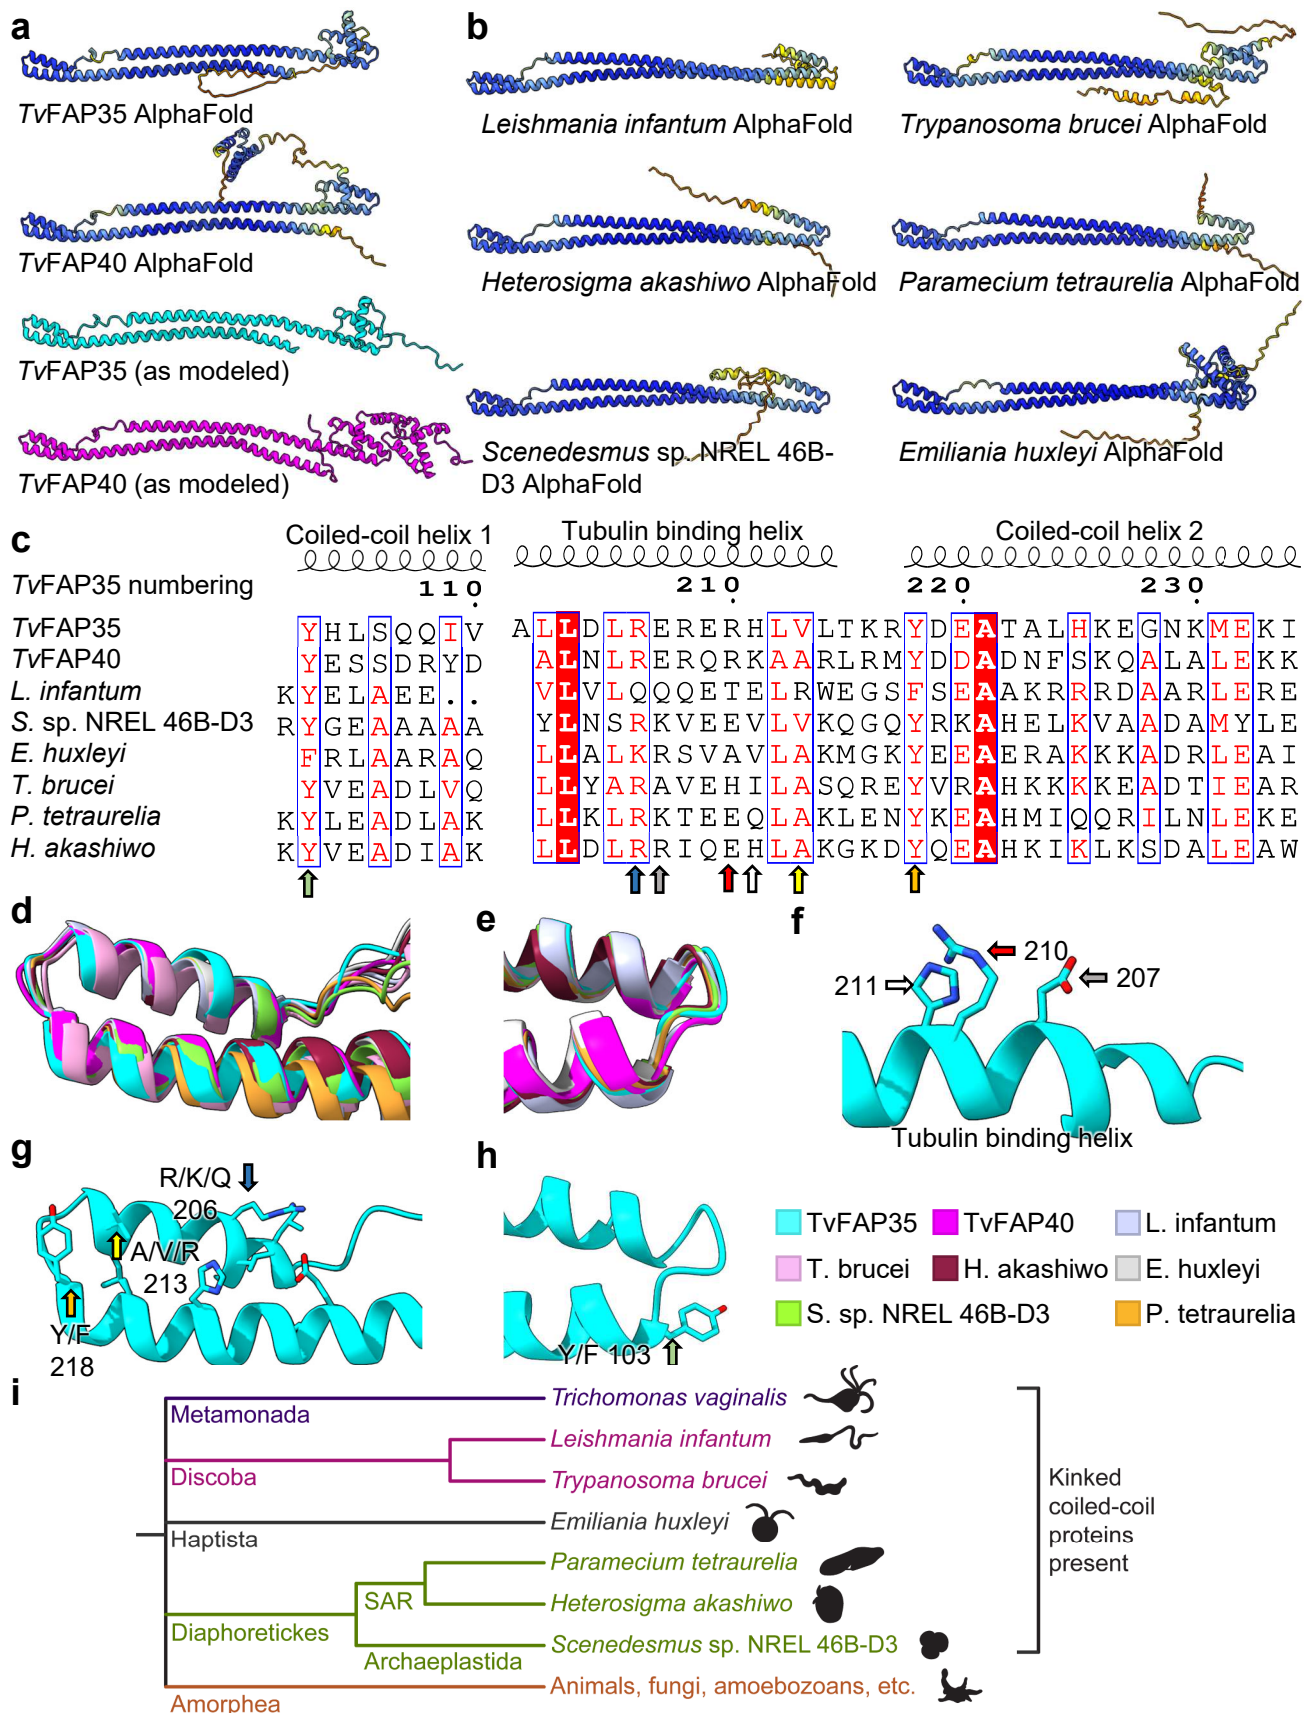 a
TvFAP35 AlphaFold
TvFAP40 AlphaFold
TvFAP35 (as modeled)
TvFAP40 (as modeled)
b
Leishmania infantum AlphaFold
Trypanosoma brucei AlphaFold
Heterosigma akashiwo AlphaFold
Paramecium tetraurelia AlphaFold
Scenedesmus sp. NREL 46B-
D3 AlphaFold
Emiliania huxleyi AlphaFold
c
Coiled-coil helix 1 Tubulin binding helix Coiled-coil helix 2
TvFAP35 numbering 110 210 220 230
TvFAP35 YHLSQQIV ALLDLRERERHLVLTKRYDEATALHKEGNKMEKI
TvFAP40 YESSDRYD ALNLRERQRKAARLRMYDDADNFSKQALALEKK
L. infantum KYELAEE.. VLVLQQQETELRWEGSFSEAAKRRRDAARLERE
S. sp. NREL 46B-D3 RYGEAAAAA YLNSRKVEEVLVKQGQYRKAHELKVAADAMYLE
E. huxleyi FRLAARAQ LLALKRSVAVLAKMGKYEEAERAKKKADRLEAI
T. brucei YVEADLVQ LLYARAVEHILASQREYVRAHKKKKEADTIEAR
P. tetraurelia KYLEADLAK LLKLRKTEEQLAKLENYKEAHMIQQRILNLEKE
H. akashiwo KYVEADIAK LLDLRRIQEHLAKGKDYQEAHKIKLKSDALEAW
d
e
f
210
211
207
Tubulin binding helix
g
R/K/Q
206
A/V/R
213
Y/F
218
h
Y/F 103
TvFAP35 TvFAP40 L. infantum
T. brucei H. akashiwo E. huxleyi
S. sp. NREL 46B-D3 P. tetraurelia
i
Metamonada
Trichomonas vaginalis
Discoba
Leishmania infantum
Trypanosoma brucei
Haptista
Emiliania huxleyi
Diaphoretickes
SAR
Paramecium tetraurelia
Heterosigma akashiwo
Archaeplastida
Scenedesmus sp. NREL 46B-D3
Amorphea
Animals, fungi, amoebozoans, etc.
Kinked
coiled-coil
proteins
present